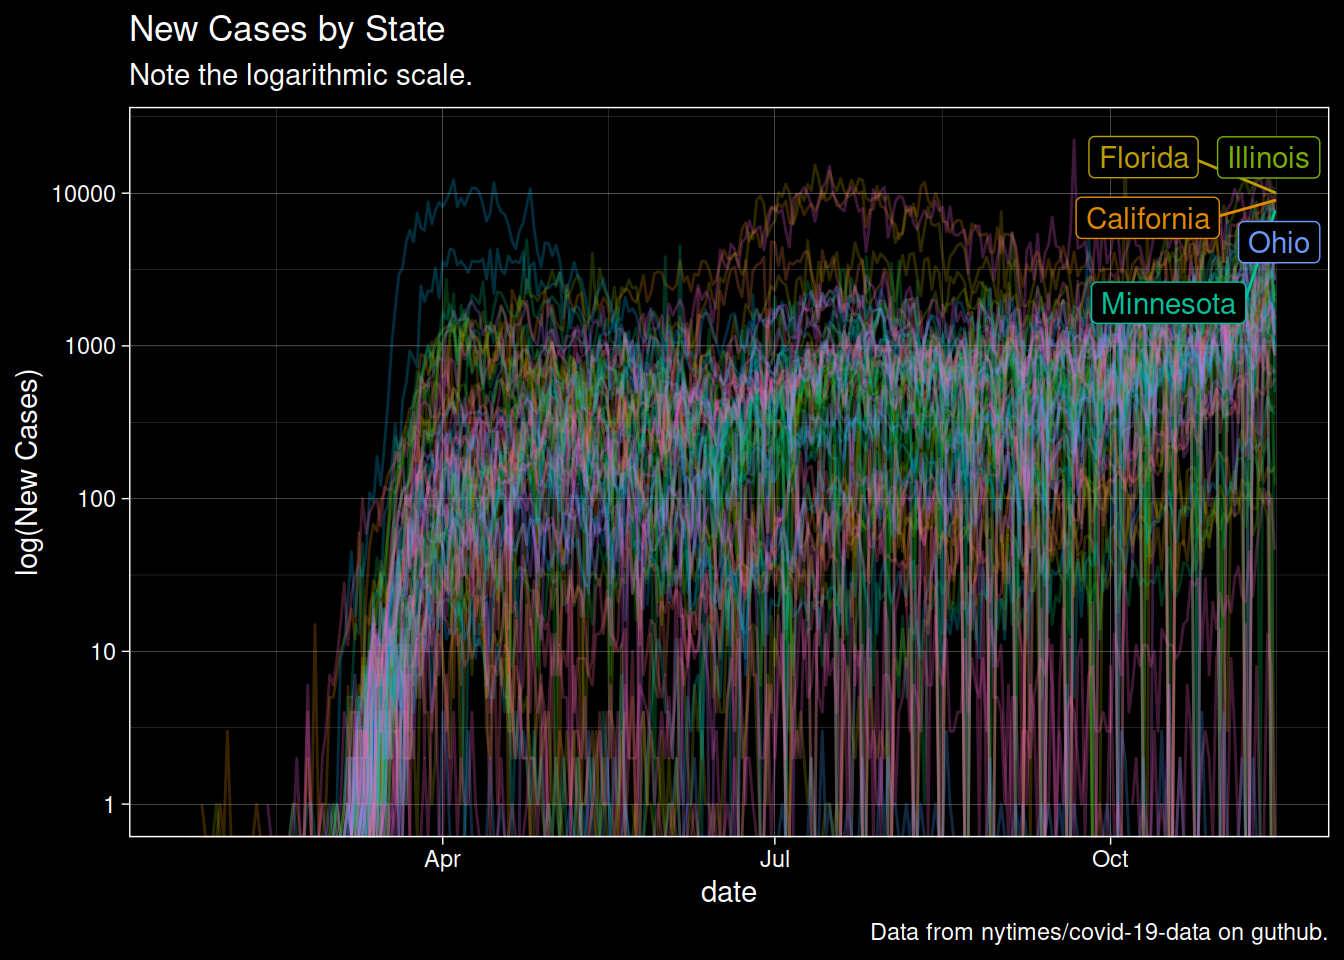 New Cases by State
Note the logarithmic scale.
Florida
Illinois
California
Ohio
Minnesota
10000
1000
100
10
1
log(New Cases)
Apr
Jul
Oct
date
Data from nytimes/covid-19-data on guthub.